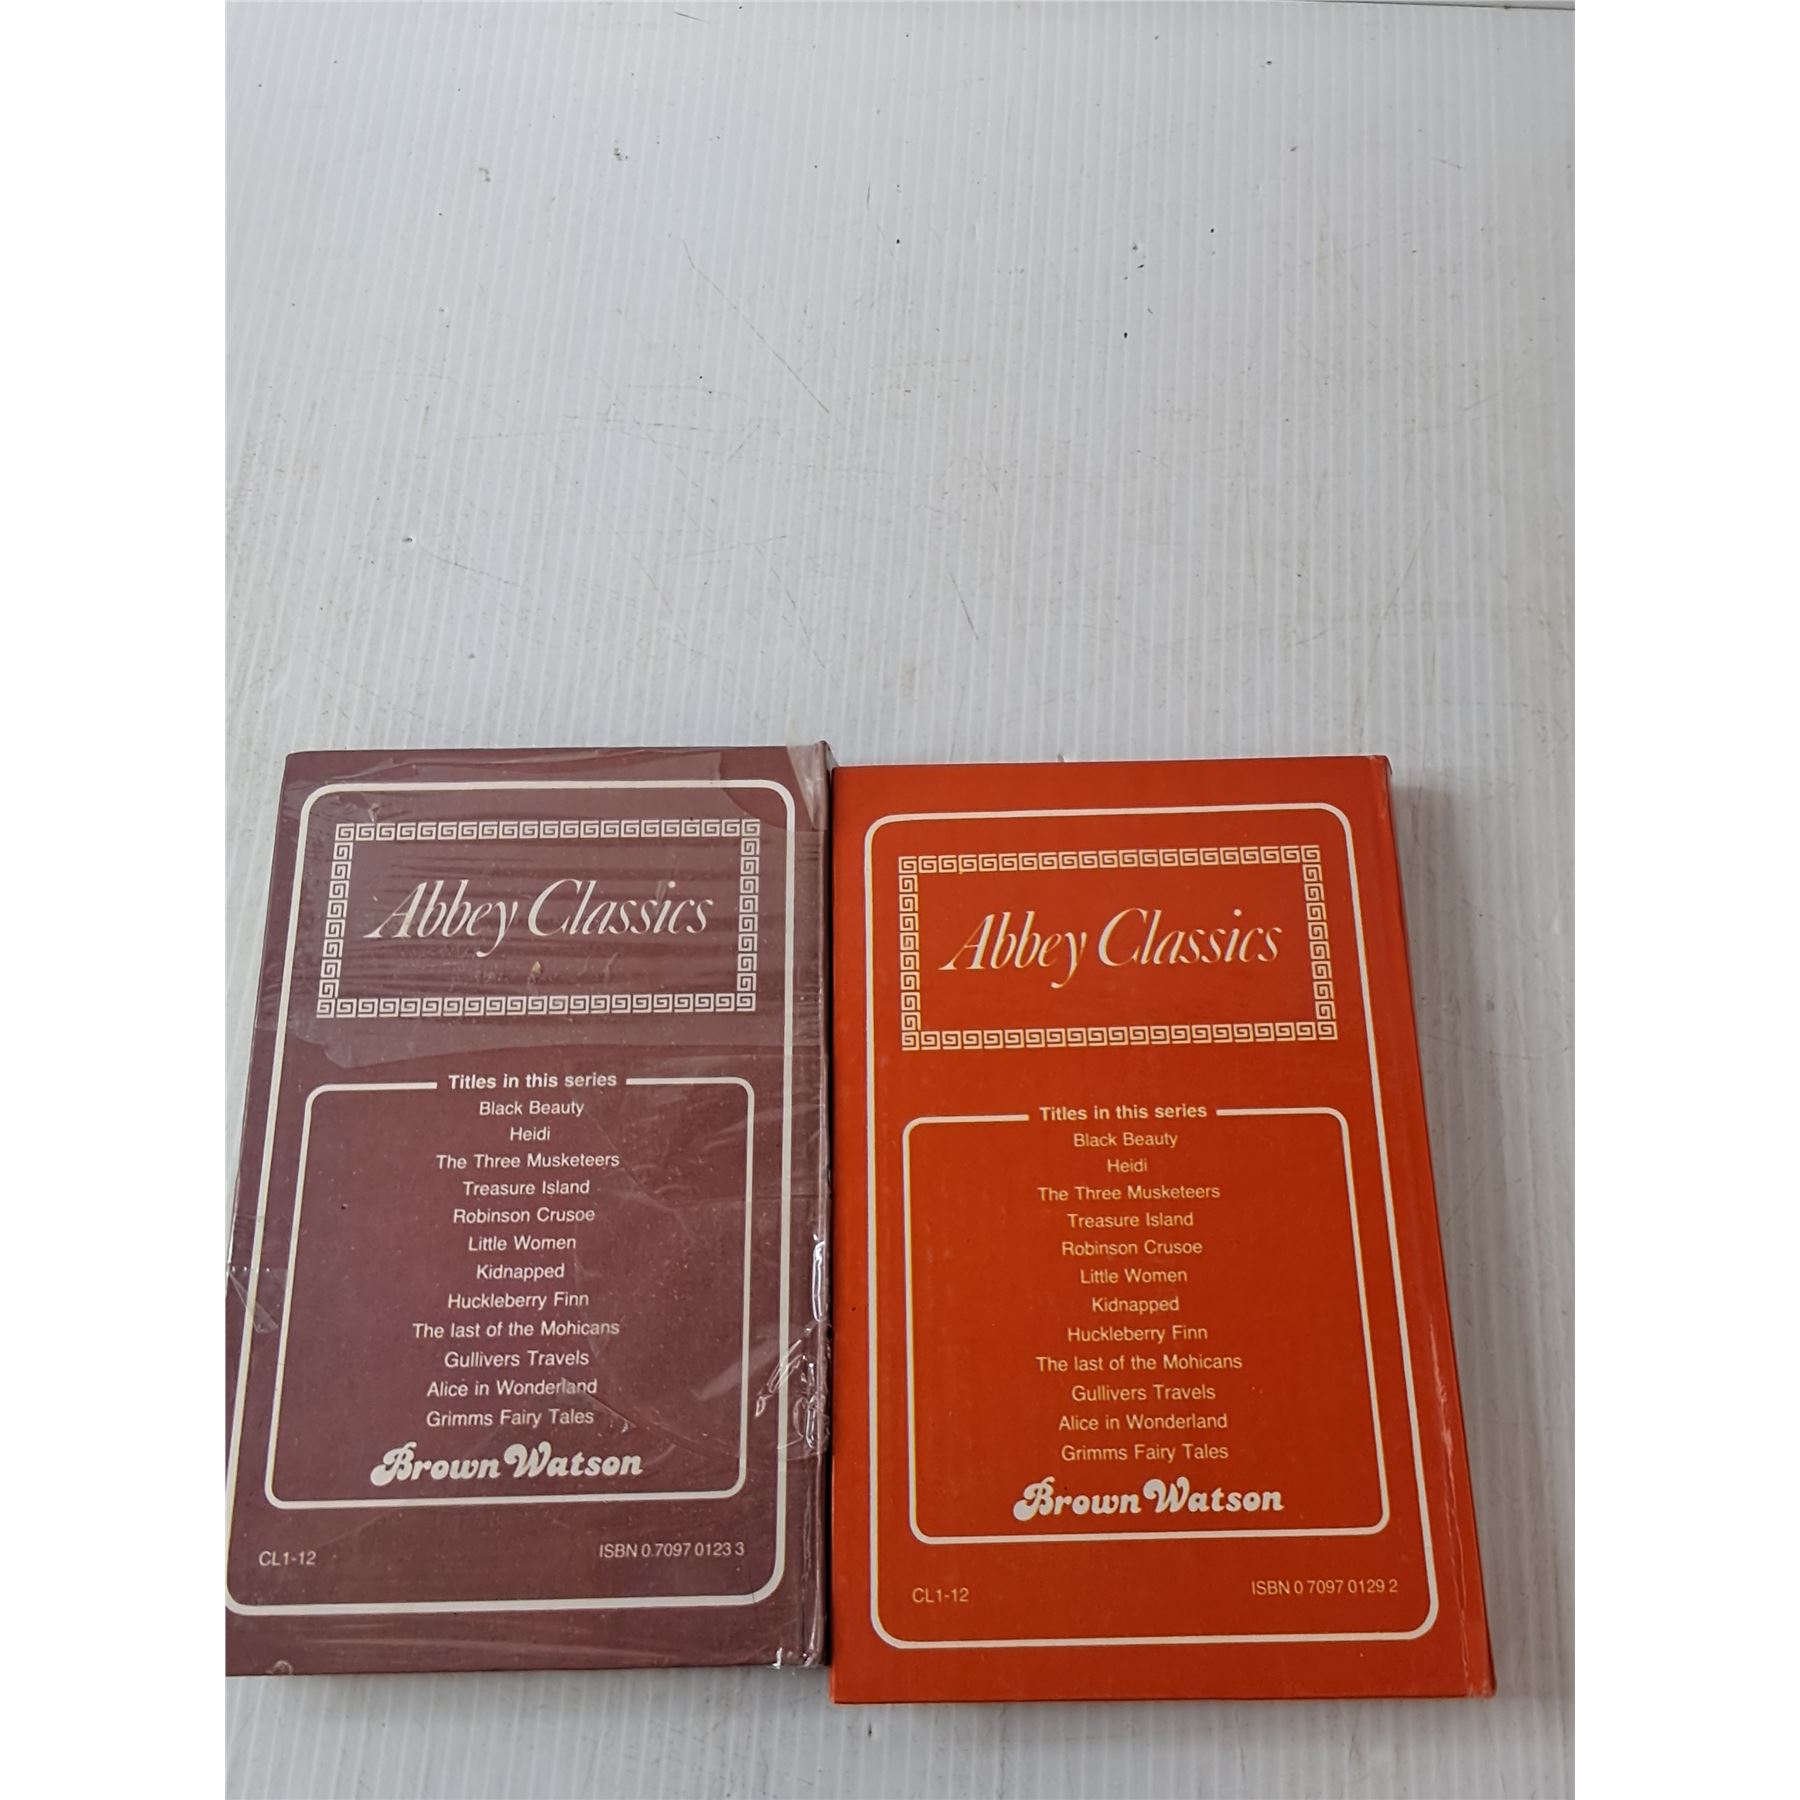 Abbey Classics
Titles in this series
Black Beauty
Heidi
The Three Musketeers
Treasure Island
Robinson Crusoe
Little Women
Kidnapped
Huckleberry Finn
The last of the Mohicans
Gullivers Travels
Alice in Wonderland
Grimms Fairy Tales
Brown Watson
CL1-12
ISBN 0 7097 0123 3
Abbey Classics
Titles in this series
Black Beauty
Heidi
The Three Musketeers
Treasure Island
Robinson Crusoe
Little Women
Kidnapped
Huckleberry Finn
The last of the Mohicans
Gullivers Travels
Alice in Wonderland
Grimms Fairy Tales
Brown Watson
CL1-12
ISBN 0 7097 0129 2